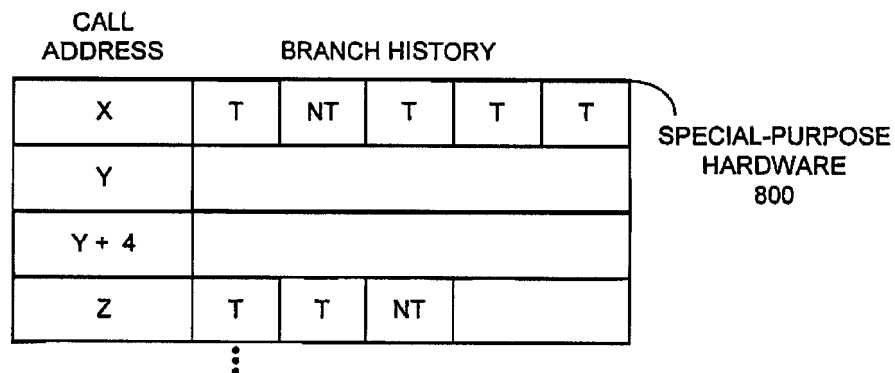 CALL
ADDRESS
BRANCH HISTORY
X T NT T T T
SPECIAL-PURPOSE
HARDWARE
800
Y
Y + 4
Z T T NT